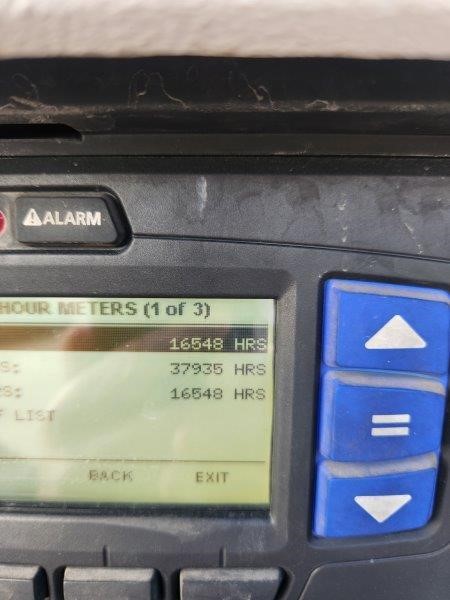 ALARM
HOUR METERS (1 of 3)
16548 HRS
S: 37935 HRS
S: 16548 HRS
F LIST
BACK EXIT